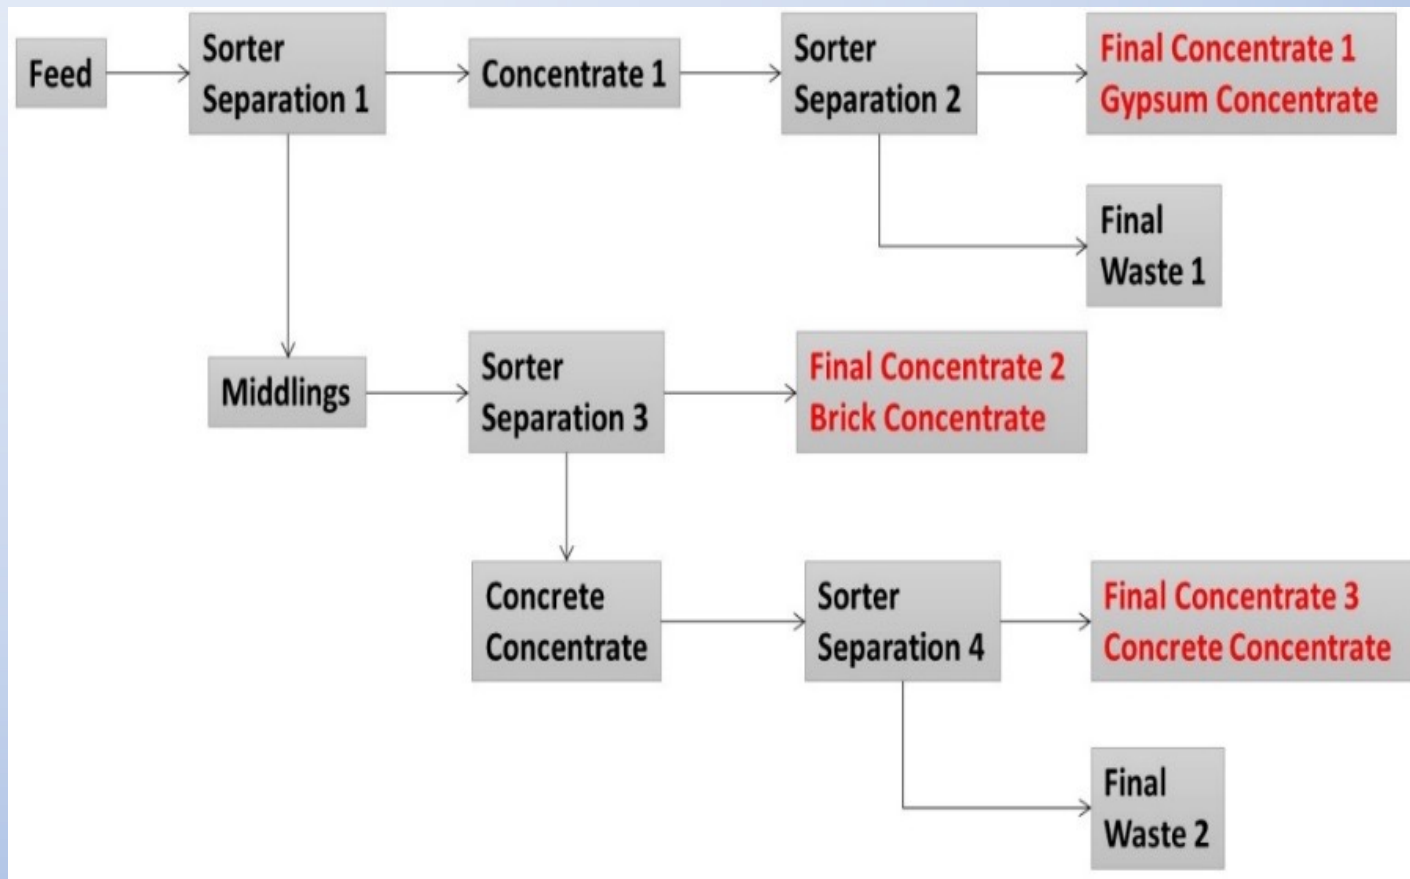 Feed
Sorter
Separation 1
Concentrate 1
Sorter
Separation 2
Final Concentrate 1
Gypsum Concentrate
Final
Waste 1
Middlings
Sorter
Separation 3
Final Concentrate 2
Brick Concentrate
Concrete
Concentrate
Sorter
Separation 4
Final Concentrate 3
Concrete Concentrate
Final
Waste 2